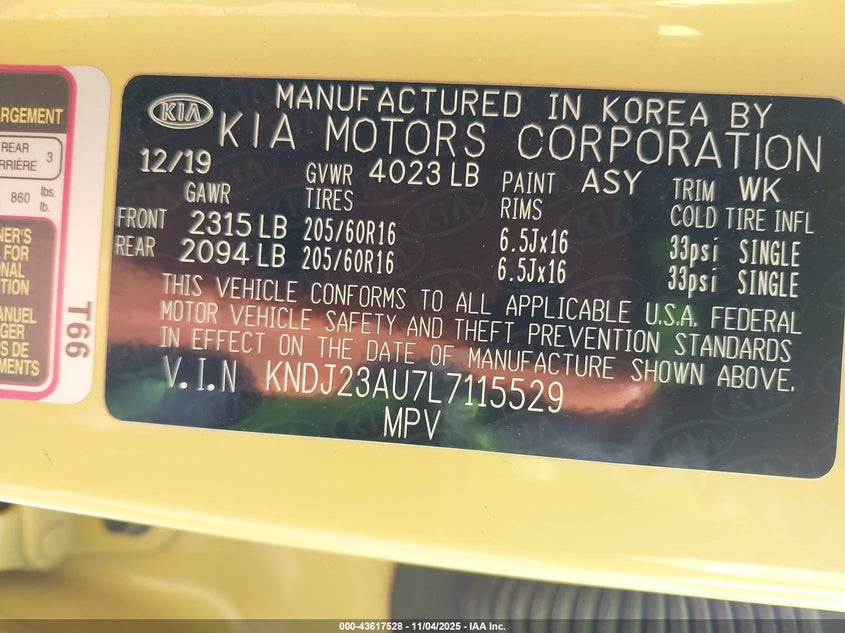 KIA
MANUFACTURED IN KOREA BY
KIA MOTORS CORPORATION
12/19 GVWR 4023 LB PAINT ASY TRIM WK
GAWR TIRES RIMS COLD TIRE INFL
FRONT 2315 LB 205/60R16 6.5Jx16 33psi SINGLE
REAR 2094 LB 205/60R16 6.5Jx16 33psi SINGLE
THIS VEHICLE CONFORMS TO ALL APPLICABLE U.S.A. FEDERAL
MOTOR VEHICLE SAFETY AND THEFT PREVENTION STANDARDS
IN EFFECT ON THE DATE OF MANUFACTURE SHOWN ABOVE.
V.I.N KNDJ23AU7L7115529
MPV
REAR
3
860 lbs.
lb.
FOR
T66
000-43617528 - 11/04/2025 - IAA Inc.